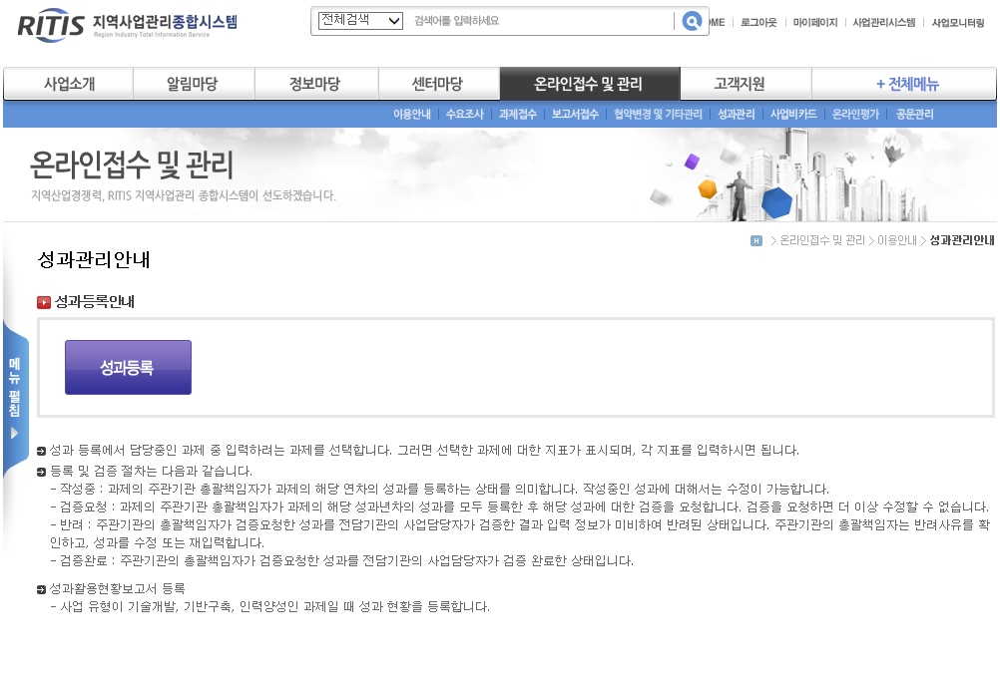 RITIS 지역사업관리종합시스템
Region Industry Total Information Service
전체검색 검색어를 입력하세요
로그아웃 마이페이지 사업관리시스템 사업모니터링
사업소개 알림마당 정보마당 센터마당 온라인접수 및 관리 고객지원 + 전체메뉴
이용안내 수요조사 과제접수 보고서접수 협약변경 및 기타관리 성과관리 사업비카드 온라인평가 공문관리
온라인접수 및 관리
지역산업경쟁력, RITIS 지역사업관리 종합시스템이 선도하겠습니다.
H > 온라인접수 및 관리 > 이용안내 > 성과관리안내
성과관리안내
성과등록안내
성과등록
메뉴 펼침
성과 등록에서 담당중인 과제 중 입력하려는 과제를 선택합니다. 그러면 선택한 과제에 대한 지표가 표시되며, 각 지표를 입력하시면 됩니다.
등록 및 검증 절차는 다음과 같습니다.
- 작성중 : 과제의 주관기관 총괄책임자가 과제의 해당 연차의 성과를 등록하는 상태를 의미합니다. 작성중인 성과에 대해서는 수정이 가능합니다.
- 검증요청 : 과제의 주관기관 총괄책임자가 과제의 해당 성과년차의 성과를 모두 등록한 후 해당 성과에 대한 검증을 요청합니다. 검증을 요청하면 더 이상 수정할 수 없습니다.
- 반려 : 주관기관의 총괄책임자가 검증요청한 성과를 전담기관의 사업담당자가 검증한 결과 입력 정보가 미비하여 반려된 상태입니다. 주관기관의 총괄책임자는 반려사유를 확
인하고, 성과를 수정 또는 재입력합니다.
- 검증완료 : 주관기관의 총괄책임자가 검증요청한 성과를 전담기관의 사업담당자가 검증 완료한 상태입니다.
성과활용현황보고서 등록
- 사업 유형이 기술개발, 기반구축, 인력양성인 과제일 때 성과 현황을 등록합니다.